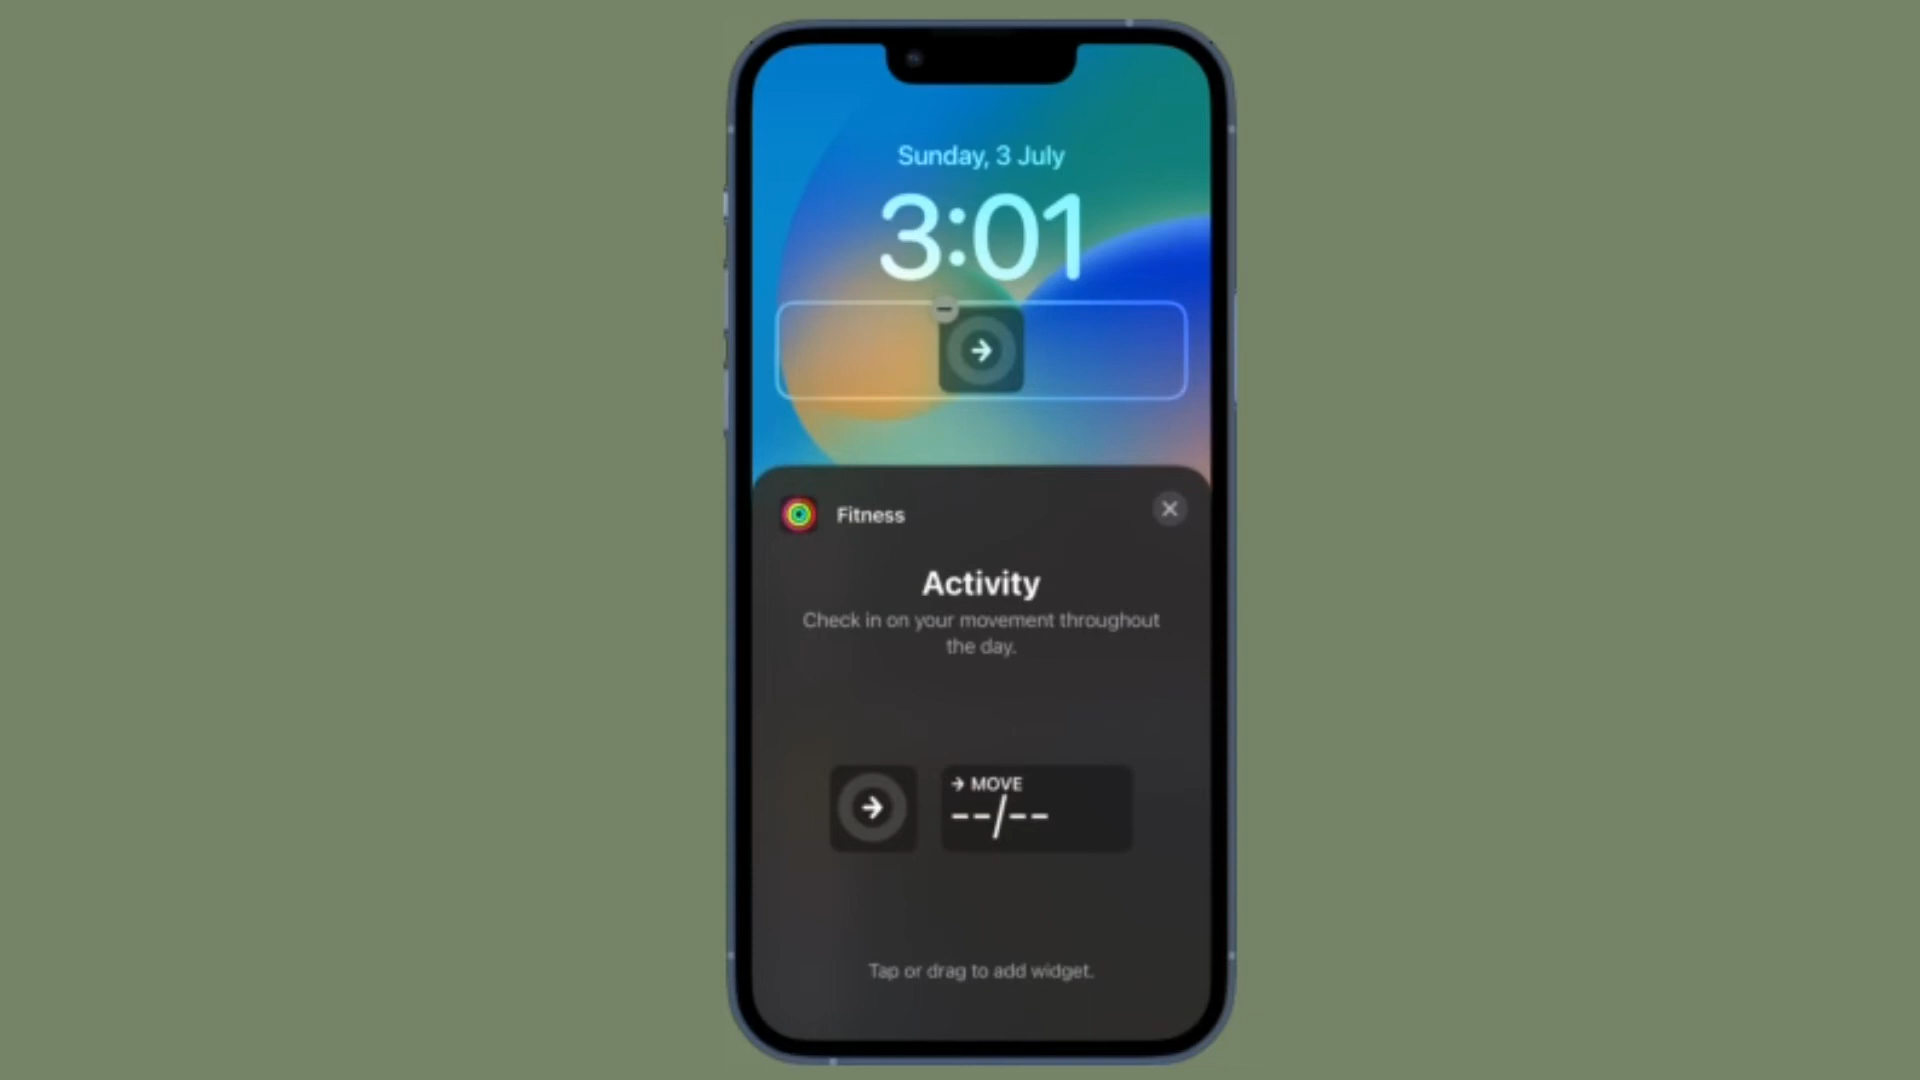 Sunday, 3 July
3:01
Fitness
Activity
Check in on your movement throughout
the day.
→ MOVE
--/--
Tap or drag to add widget.